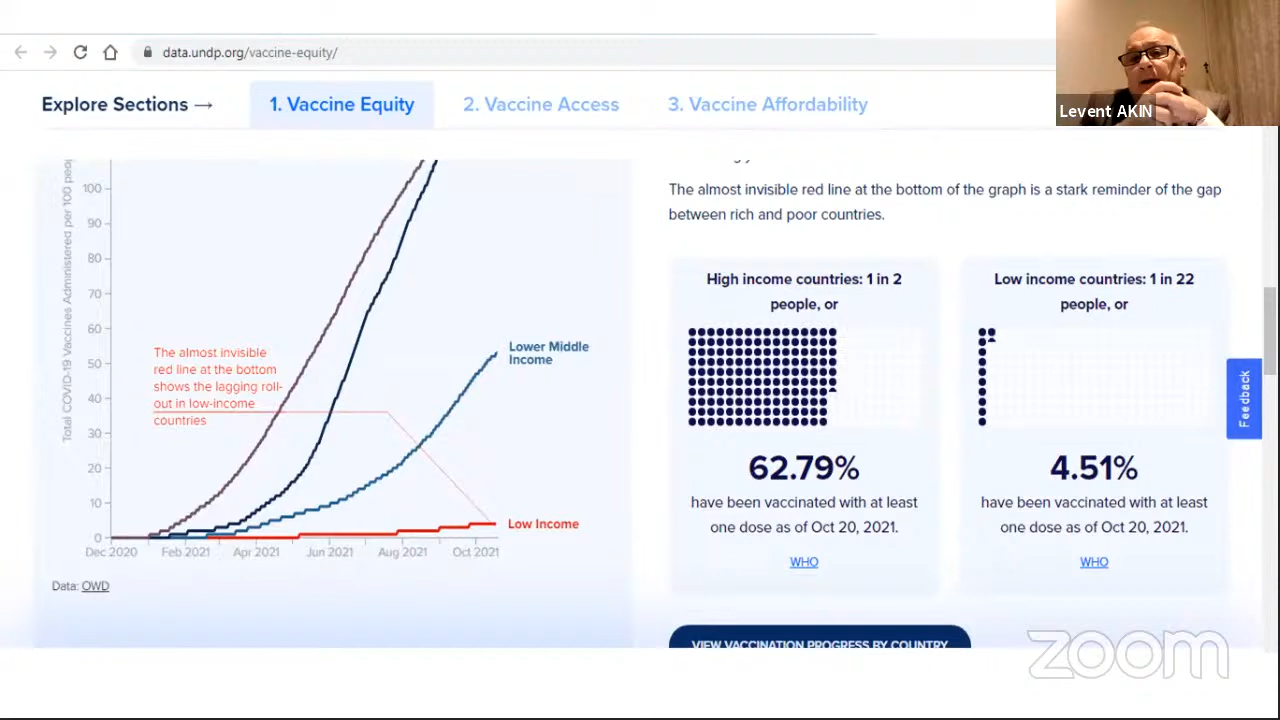 data.undp.org/vaccine-equity/
Levent AKIN
Explore Sections →
1. Vaccine Equity
2. Vaccine Access
3. Vaccine Affordability
Total COVID-19 Vaccines Administered per 100
100
90
80
70
60
50
40
30
20
10
0
Dec 2020
Feb 2021
Apr 2021
Jun 2021
Aug 2021
Oct 2021
The almost invisible
red line at the bottom
shows the lagging roll-
out in low-income
countries
Lower Middle
Income
Low Income
Data: OWD
The almost invisible red line at the bottom of the graph is a stark reminder of the gap
between rich and poor countries.
High income countries: 1 in 2
people, or
62.79%
have been vaccinated with at least
one dose as of Oct 20, 2021.
WHO
Low income countries: 1 in 22
people, or
4.51%
have been vaccinated with at least
one dose as of Oct 20, 2021.
WHO
Feedback
VIEW VACCINATION PROGRESS BY COUNTRY
zoom